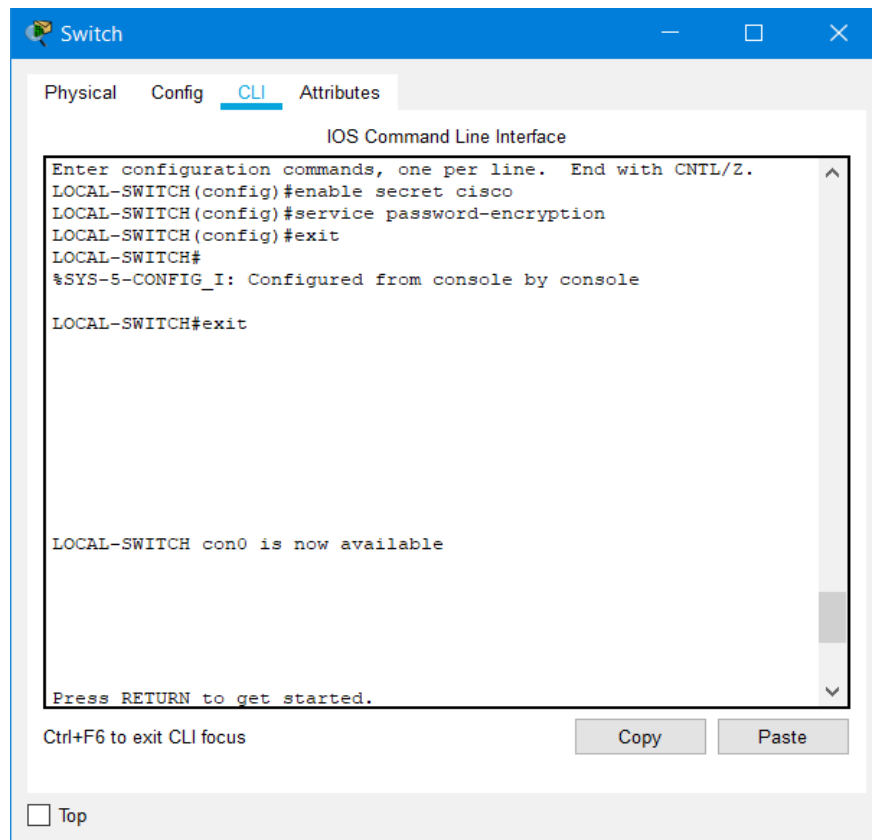 Switch
Physical Config CLI Attributes
IOS Command Line Interface
Enter configuration commands, one per line.  End with CNTL/Z.
LOCAL-SWITCH(config)#enable secret cisco
LOCAL-SWITCH(config)#service password-encryption
LOCAL-SWITCH(config)#exit
LOCAL-SWITCH#
%SYS-5-CONFIG_I: Configured from console by console
LOCAL-SWITCH#exit
LOCAL-SWITCH con0 is now available
Press RETURN to get started.
Ctrl+F6 to exit CLI focus
Copy Paste
Top